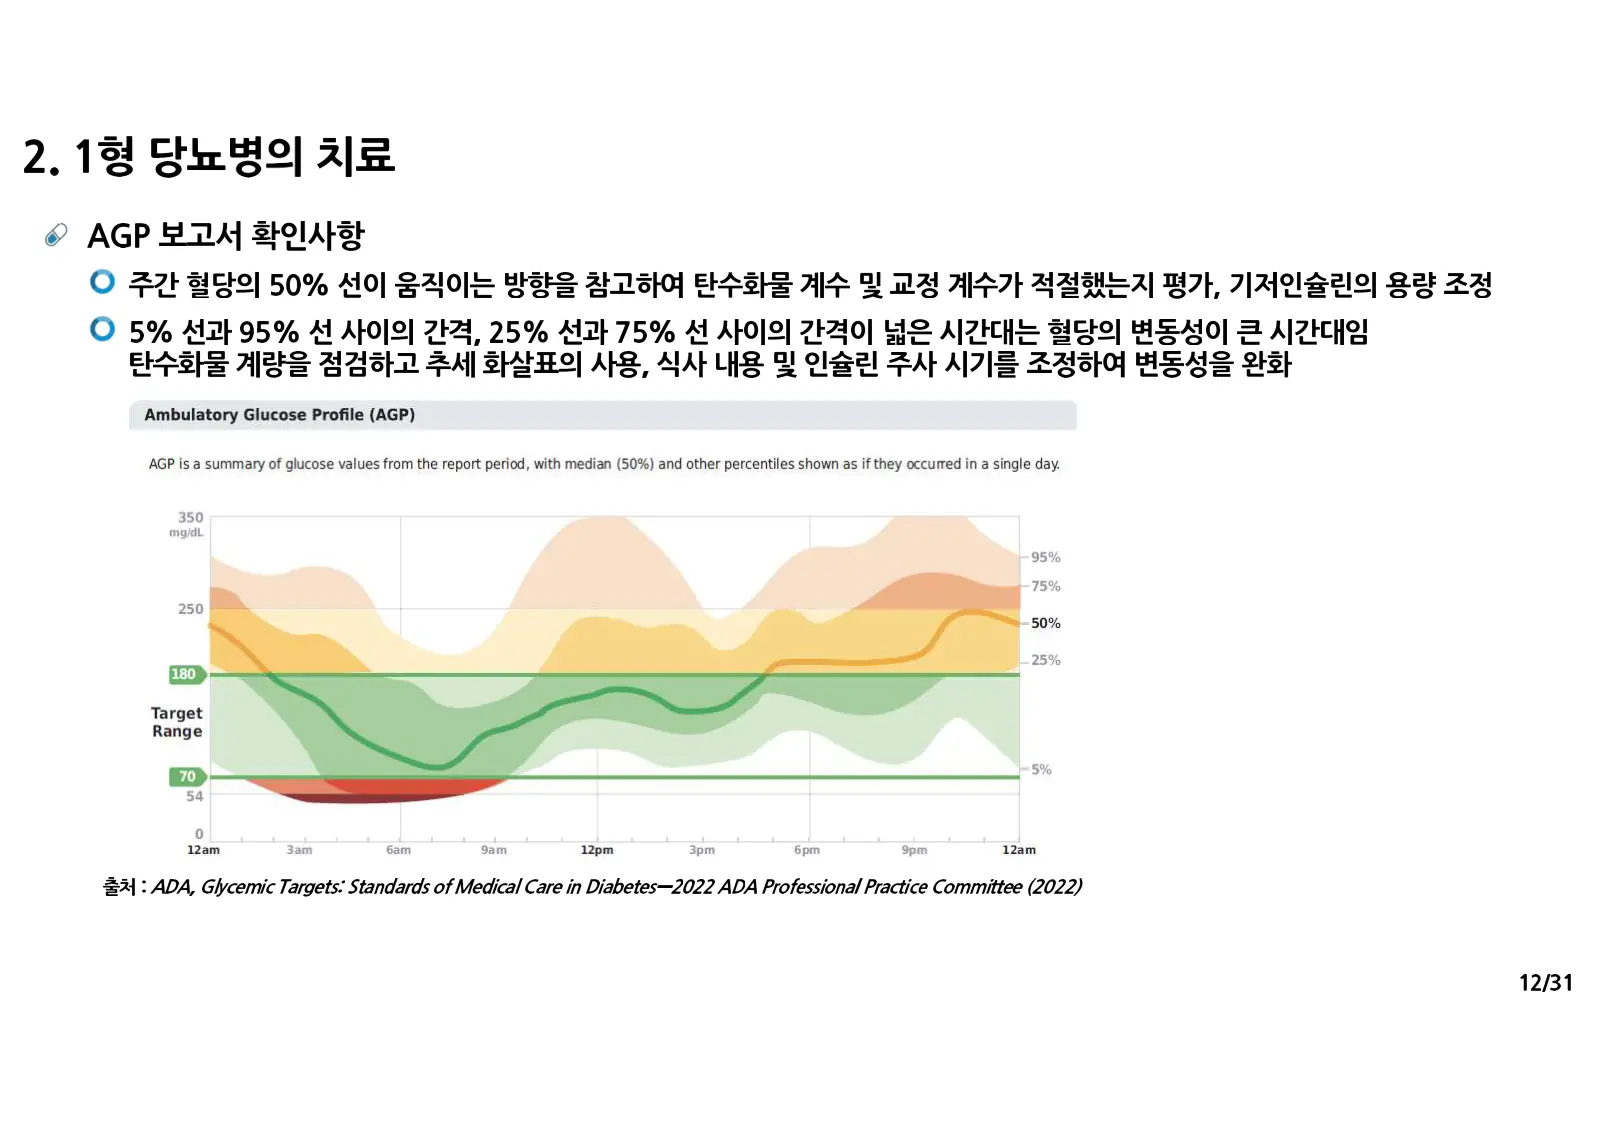 2. 1형 당뇨병의 치료
AGP 보고서 확인사항
주간 혈당의 50% 선이 움직이는 방향을 참고하여 탄수화물 계수 및 교정 계수가 적절했는지 평가, 기저인슐린의 용량 조정
5% 선과 95% 선 사이의 간격, 25% 선과 75% 선 사이의 간격이 넓은 시간대는 혈당의 변동성이 큰 시간대임
탄수화물 계량을 점검하고 추세 화살표의 사용, 식사 내용 및 인슐린 주사 시기를 조정하여 변동성을 완화
Ambulatory Glucose Profile (AGP)
AGP is a summary of glucose values from the report period, with median (50%) and other percentiles shown as if they occurred in a single day.
350
mg/dL
95%
75%
250
50%
25%
180
Target
Range
70
5%
54
0
12am 3am 6am 9am 12pm 3pm 6pm 9pm 12am
출처 : ADA, Glycemic Targets: Standards of Medical Care in Diabetes—2022 ADA Professional Practice Committee (2022)
12/31